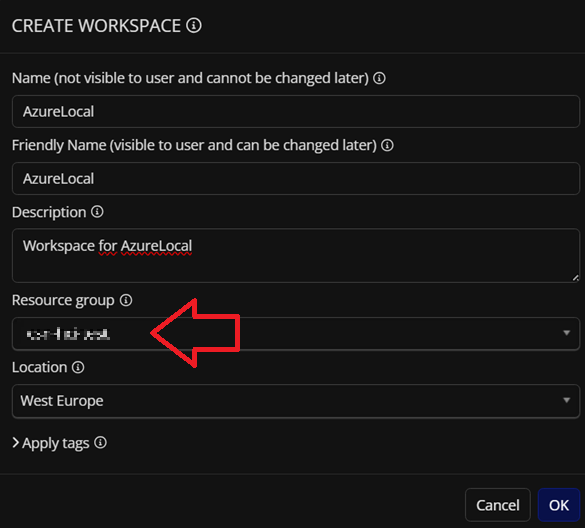 CREATE WORKSPACE
Name (not visible to user and cannot be changed later)
AzureLocal
Friendly Name (visible to user and can be changed later)
AzureLocal
Description
Workspace for AzureLocal
Resource group
Location
West Europe
Apply tags
Cancel
OK